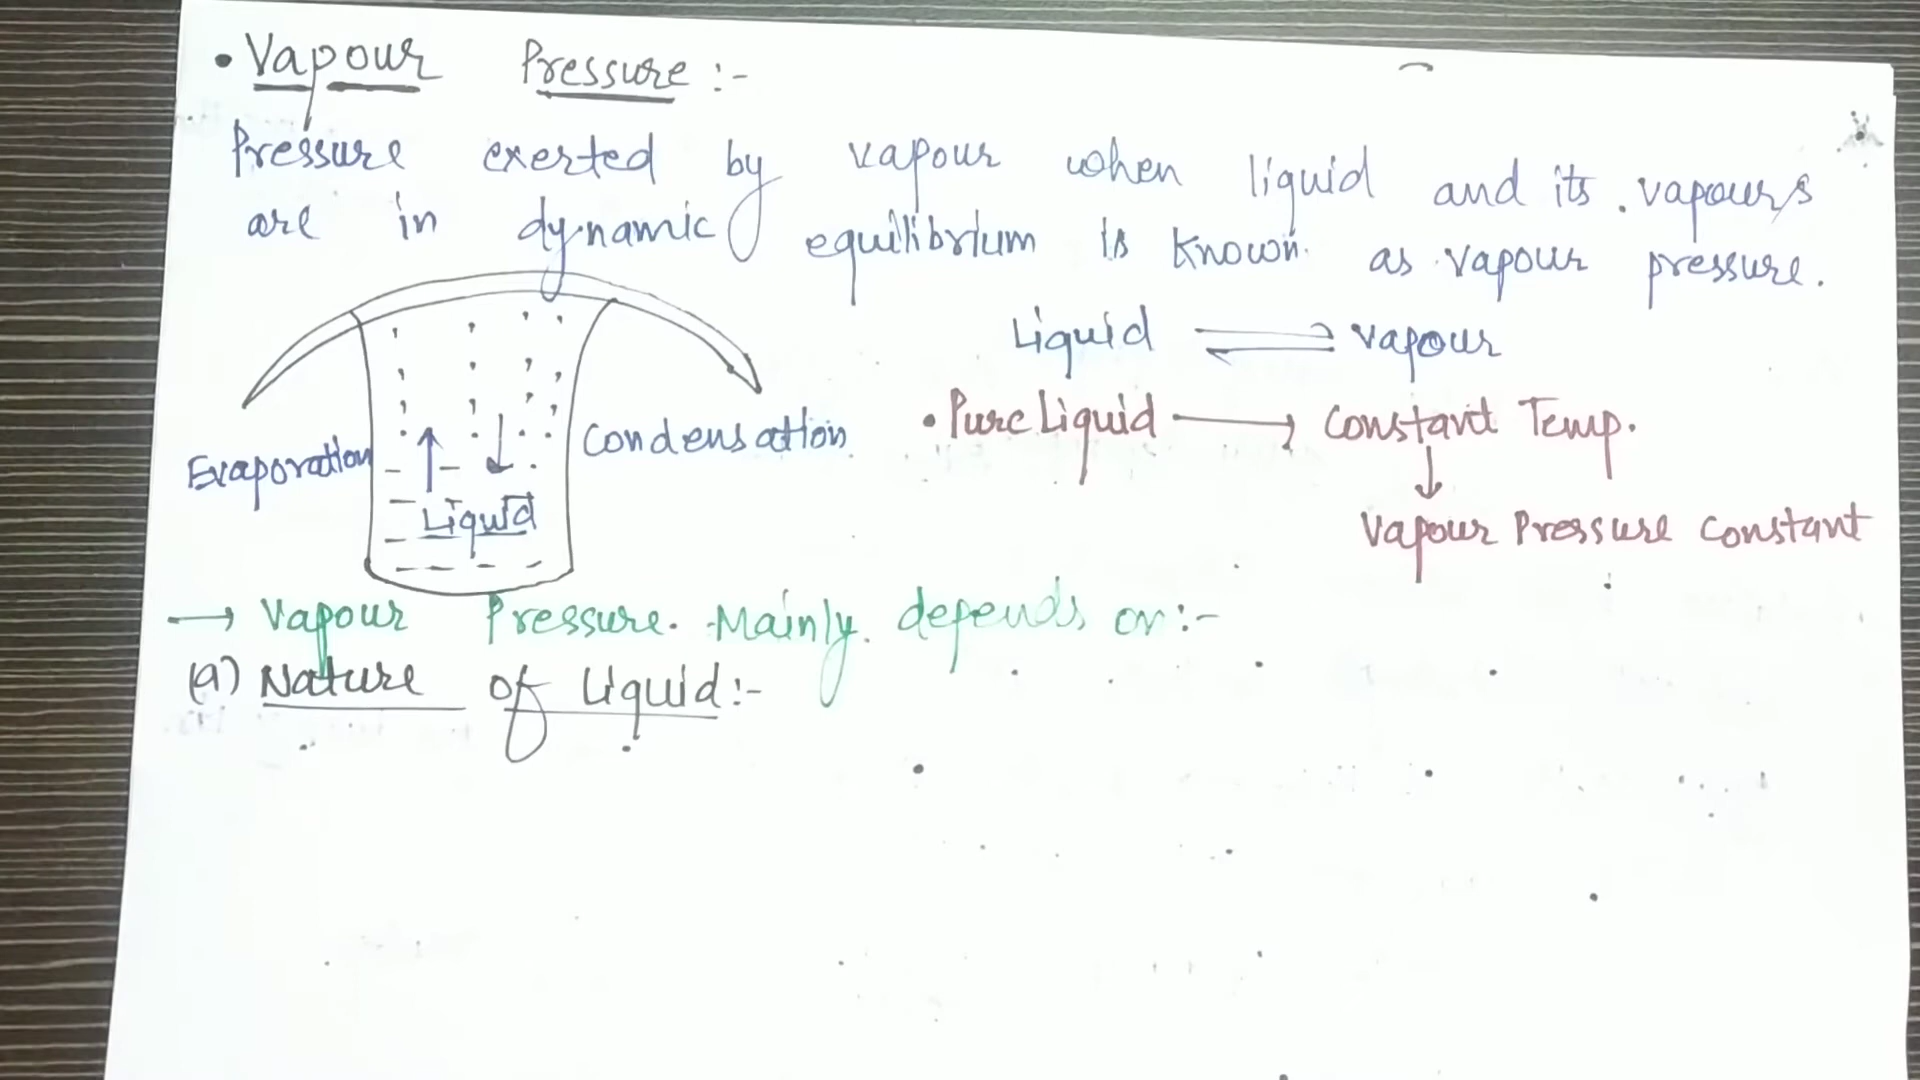 • Vapour Pressure :-
Pressure exerted by vapour when liquid and its vapours
are in dynamic equilibrium is known as vapour pressure.
Liquid ⇌ vapour
• Pure Liquid → Constant Temp.
↓
Vapour Pressure Constant
Evaporation
Condensation
Liquid
→ Vapour Pressure Mainly depends on :-
(a) Nature of Liquid :-